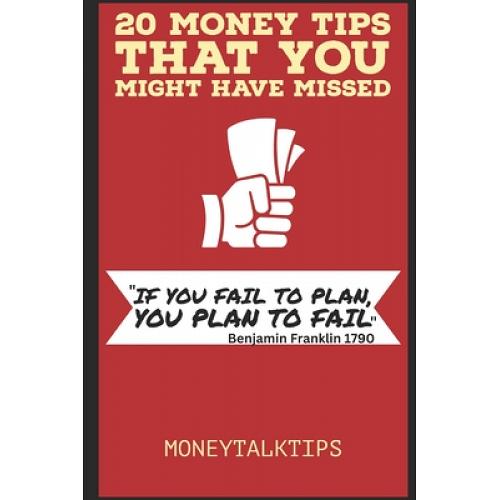 20 MONEY TIPS
THAT YOU
MIGHT HAVE MISSED
"IF YOU FAIL TO PLAN,
YOU PLAN TO FAIL"
Benjamin Franklin 1790
MONEYTALKTIPS